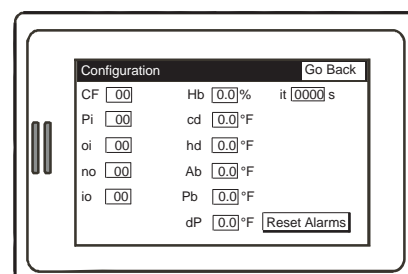 Configuration Go Back
CF 00 Hb 0.0 % it 0000 s
Pi 00 cd 0.0 °F
oi 00 hd 0.0 °F
no 00 Ab 0.0 °F
io 00 Pb 0.0 °F
dP 0.0 °F Reset Alarms